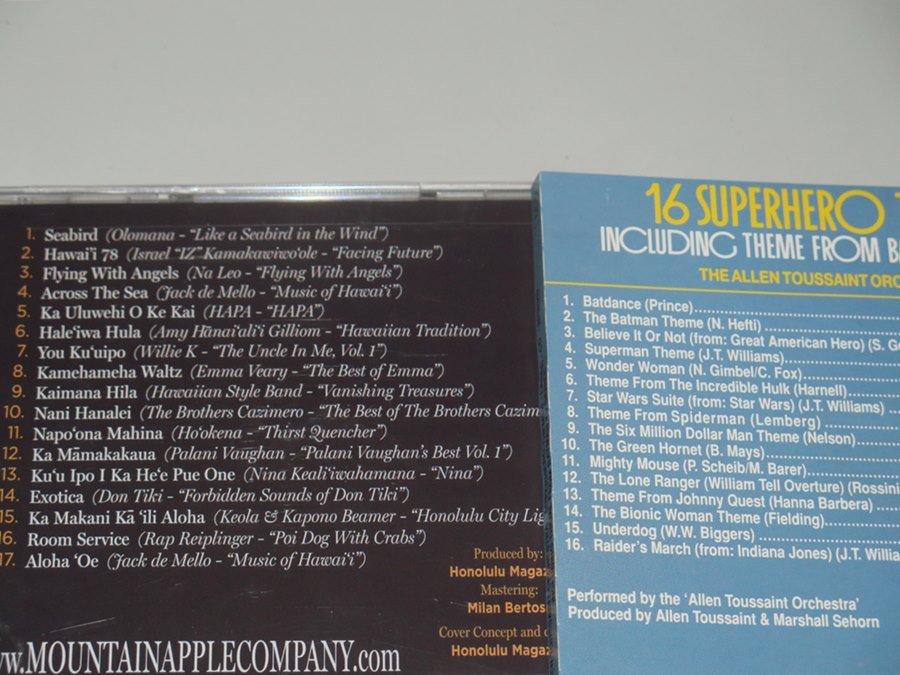 1. Seabird (Olomana - "Like a Seabird in the Wind")
2. Hawai'i 78 (Israel "IZ" Kamakawiwo'ole - "Facing Future")
3. Flying With Angels (Na Leo - "Flying With Angels")
4. Across The Sea (Jack de Mello - "Music of Hawai'i")
5. Ka Uluwehi O Ke Kai (HAPA - "HAPA")
6. Hale'iwa Hula (Amy Hānai'ali'i Gilliom - "Hawaiian Tradition")
7. You Ku'uipo (Willie K - "The Uncle In Me, Vol. 1")
8. Kamehameha Waltz (Emma Veary - "The Best of Emma")
9. Kaimana Hila (Hawaiian Style Band - "Vanishing Treasures")
10. Nani Hanalei (The Brothers Cazimero - "The Best of The Brothers Cazim
11. Napo'ona Mahina (Ho'okena - "Thirst Quencher")
12. Ka Māmakakaua (Palani Vaughan - "Palani Vaughan's Best Vol. 1")
13. Ku'u Ipo I Ka He'e Pue One (Nina Keali'iwahamana - "Nina")
14. Exotica (Don Tiki - "Forbidden Sounds of Don Tiki")
15. Ka Makani Kā 'ili Aloha (Keola & Kapono Beamer - "Honolulu City Lig
16. Room Service (Rap Reiplinger - "Poi Dog With Crabs")
17. Aloha 'Oe (Jack de Mello - "Music of Hawai'i")
Produced by:
Honolulu Magaz
Mastering:
Milan Bertos
Cover Concept and
Honolulu Magaz
ww.MOUNTAINAPPLECOMPANY.com
16 SUPERHERO T
INCLUDING THEME FROM B
THE ALLEN TOUSSAINT ORC
1. Batdance (Prince)
2. The Batman Theme (N. Hefti)
3. Believe It Or Not (from: Great American Hero) (S. Ge
4. Superman Theme (J.T. Williams)
5. Wonder Woman (N. Gimbel/C. Fox)
6. Theme From The Incredible Hulk (Harnell)
7. Star Wars Suite (from: Star Wars) (J.T. Williams)
8. Theme From Spiderman (Lemberg)
9. The Six Million Dollar Man Theme (Nelson)
10. The Green Hornet (B. Mays)
11. Mighty Mouse (P. Scheib/M. Barer)
12. The Lone Ranger (William Tell Overture) (Rossini
13. Theme From Johnny Quest (Hanna Barbera)
14. The Bionic Woman Theme (Fielding)
15. Underdog (W.W. Biggers)
16. Raider's March (from: Indiana Jones) (J.T. Willia
Performed by the 'Allen Toussaint Orchestra'
Produced by Allen Toussaint & Marshall Sehorn